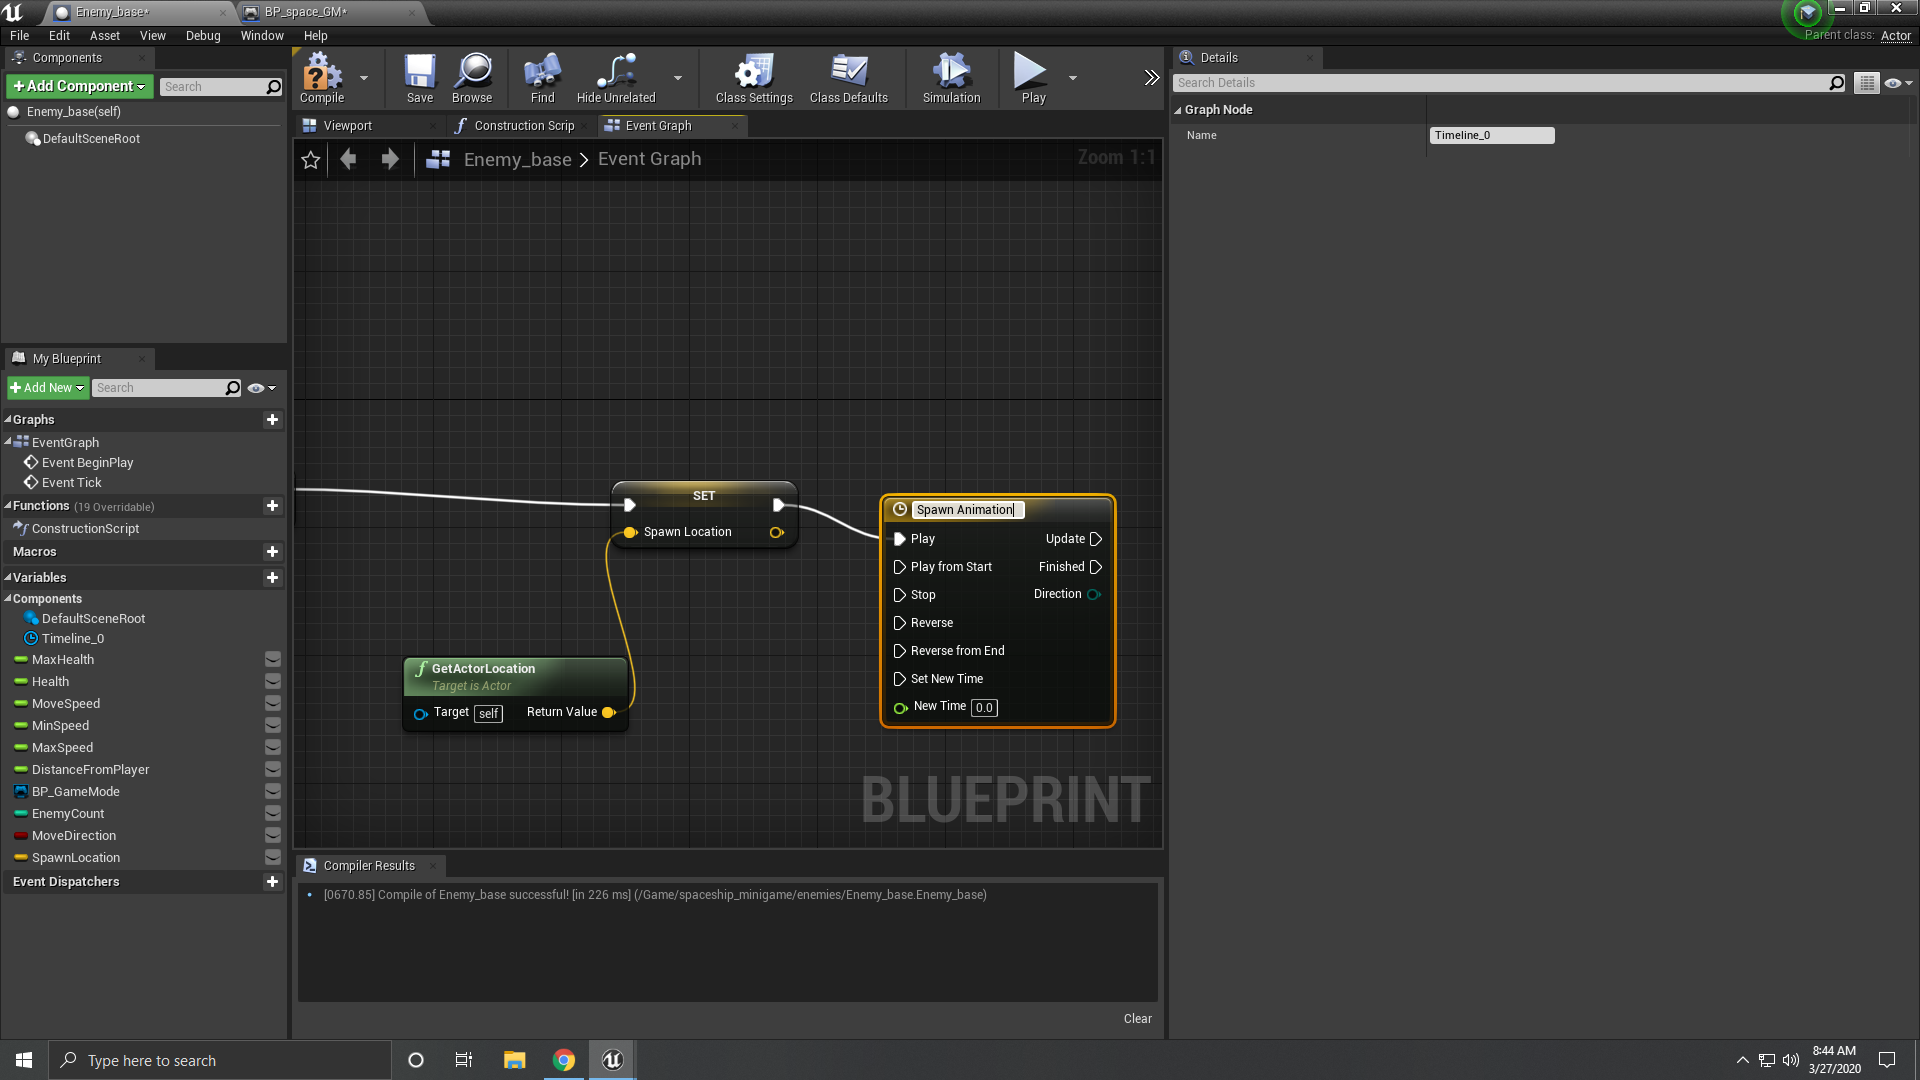 Enemy_base*
BP_space_GM*
File Edit Asset View Debug Window Help
Parent class: Actor
Components
+Add Component
Search
Enemy_base(self)
DefaultSceneRoot
My Blueprint
+Add New
Search
Graphs
EventGraph
Event BeginPlay
Event Tick
Functions (19 Overridable)
ConstructionScript
Macros
Variables
Components
DefaultSceneRoot
Timeline_0
MaxHealth
Health
MoveSpeed
MinSpeed
MaxSpeed
DistanceFromPlayer
BP_GameMode
EnemyCount
MoveDirection
SpawnLocation
Event Dispatchers
Compile
Save
Browse
Find
Hide Unrelated
Class Settings
Class Defaults
Simulation
Play
Viewport
Construction Scrip
Event Graph
Enemy_base > Event Graph
Zoom 1:1
SET
Spawn Location
GetActorLocation
Target is Actor
Target self Return Value
Spawn Animation
Play Update
Play from Start Finished
Stop Direction
Reverse
Reverse from End
Set New Time
New Time 0.0
BLUEPRINT
Compiler Results
[0670.85] Compile of Enemy_base successful! [in 226 ms] (/Game/spaceship_minigame/enemies/Enemy_base.Enemy_base)
Clear
Details
Search Details
Graph Node
Name Timeline_0
Type here to search
8:44 AM
3/27/2020